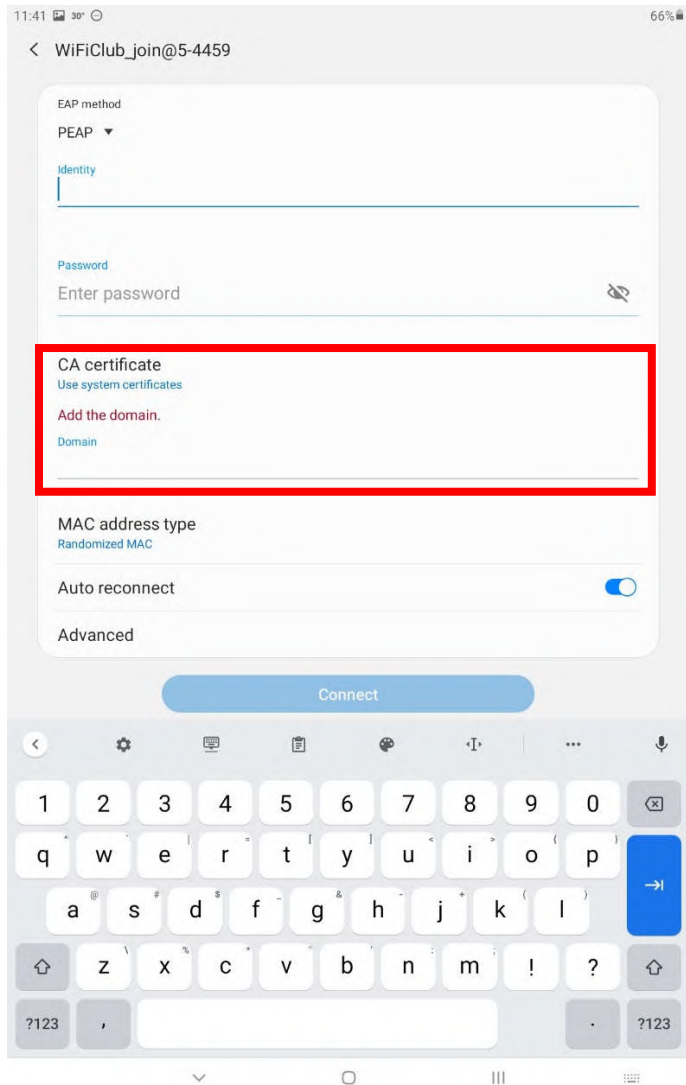 11:41 30° 66%
WiFiClub_join@5-4459
EAP method
PEAP
Identity
Password
Enter password
CA certificate
Use system certificates
Add the domain.
Domain
MAC address type
Randomized MAC
Auto reconnect
Advanced
Connect
1 2 3 4 5 6 7 8 9 0
q w e r t y u i o p
a s d f g h j k l
z x c v b n m ! ?
?123 , . ?123